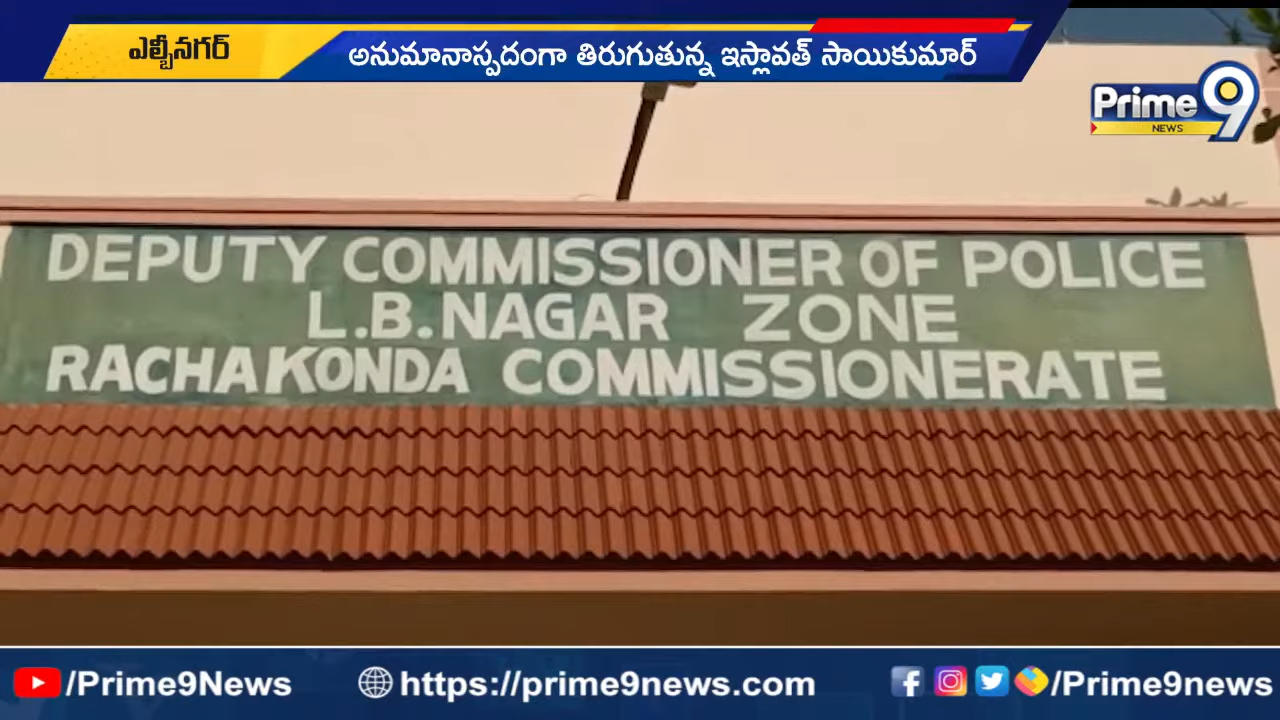 ఎల్బీనగర్
అనుమానాస్పదంగా తిరుగుతున్న ఇస్లావత్ సాయికుమార్
Prime9
NEWS
DEPUTY COMMISSIONER OF POLICE
L.B.NAGAR ZONE
RACHAKONDA COMMISSIONERATE
/Prime9News
https://prime9news.com
/Prime9news